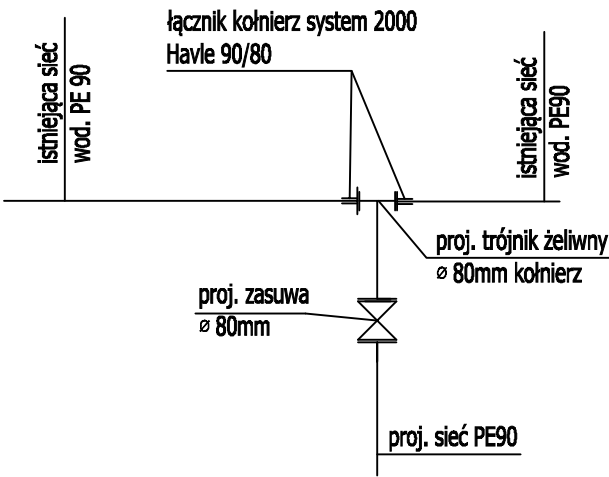 łącznik kołnierz system 2000
Havle 90/80
istniejąca sieć
wod. PE 90
istniejąca sieć
wod. PE90
proj. trójnik żeliwny
⌀ 80mm kołnierz
proj. zasuwa
⌀ 80mm
proj. sieć PE90